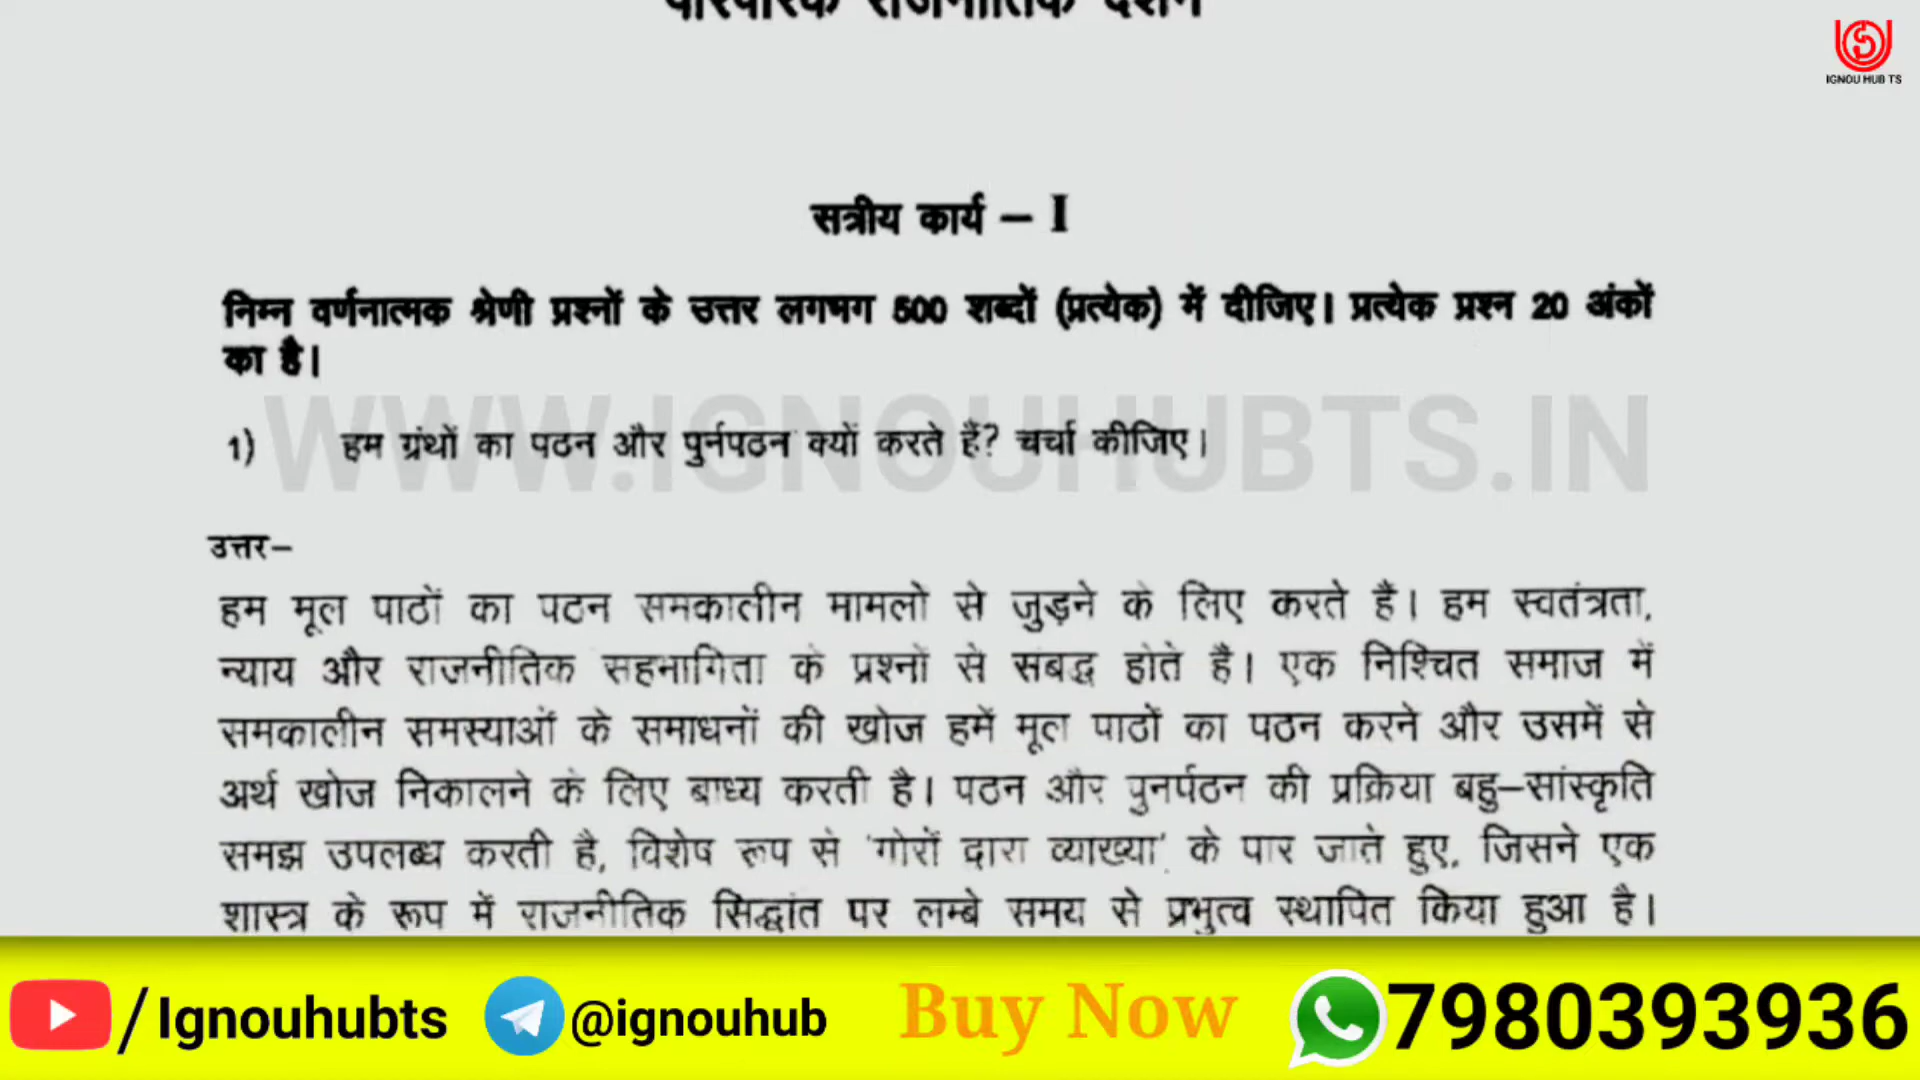 पारंपरिक राजनीतिक दर्शन
IGNOU HUB TS
सत्रीय कार्य – I
निम्न वर्णनात्मक श्रेणी प्रश्नों के उत्तर लगभग 500 शब्दों (प्रत्येक) में दीजिए। प्रत्येक प्रश्न 20 अंकों
का है।
WWW.IGNOUHUBTS.IN
1) हम ग्रंथों का पठन और पुर्नपठन क्यों करते हैं? चर्चा कीजिए।
उत्तर–
हम मूल पाठों का पटन समकालीन मामलों से जुड़ने के लिए करते हैं। हम स्वतंत्रता,
न्याय और राजनीतिक सहभागिता के प्रश्नों से संबद्ध होते है। एक निश्चित समाज में
समकालीन समस्याओं के समाधनों की खोज हमें मूल पाठों का पठन करने और उसमें से
अर्थ खोज निकालने के लिए बाध्य करती है। पठन और पुनर्पठन की प्रक्रिया बहु–सांस्कृति
समझ उपलब्ध करती है, विशेष रूप से 'गोरों द्वारा व्याख्या' के पार जाते हुए, जिसने एक
शास्त्र के रूप में राजनीतिक सिद्धांत पर लम्बे समय से प्रभुत्व स्थापित किया हुआ है।
/Ignouhubts @ignouhub Buy Now 7980393936